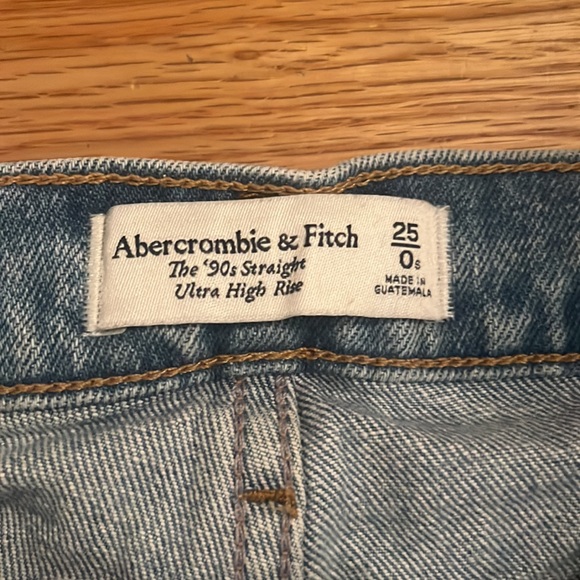 Abercrombie & Fitch
The '90s Straight
Ultra High Rise
25
0s
MADE IN
GUATEMALA